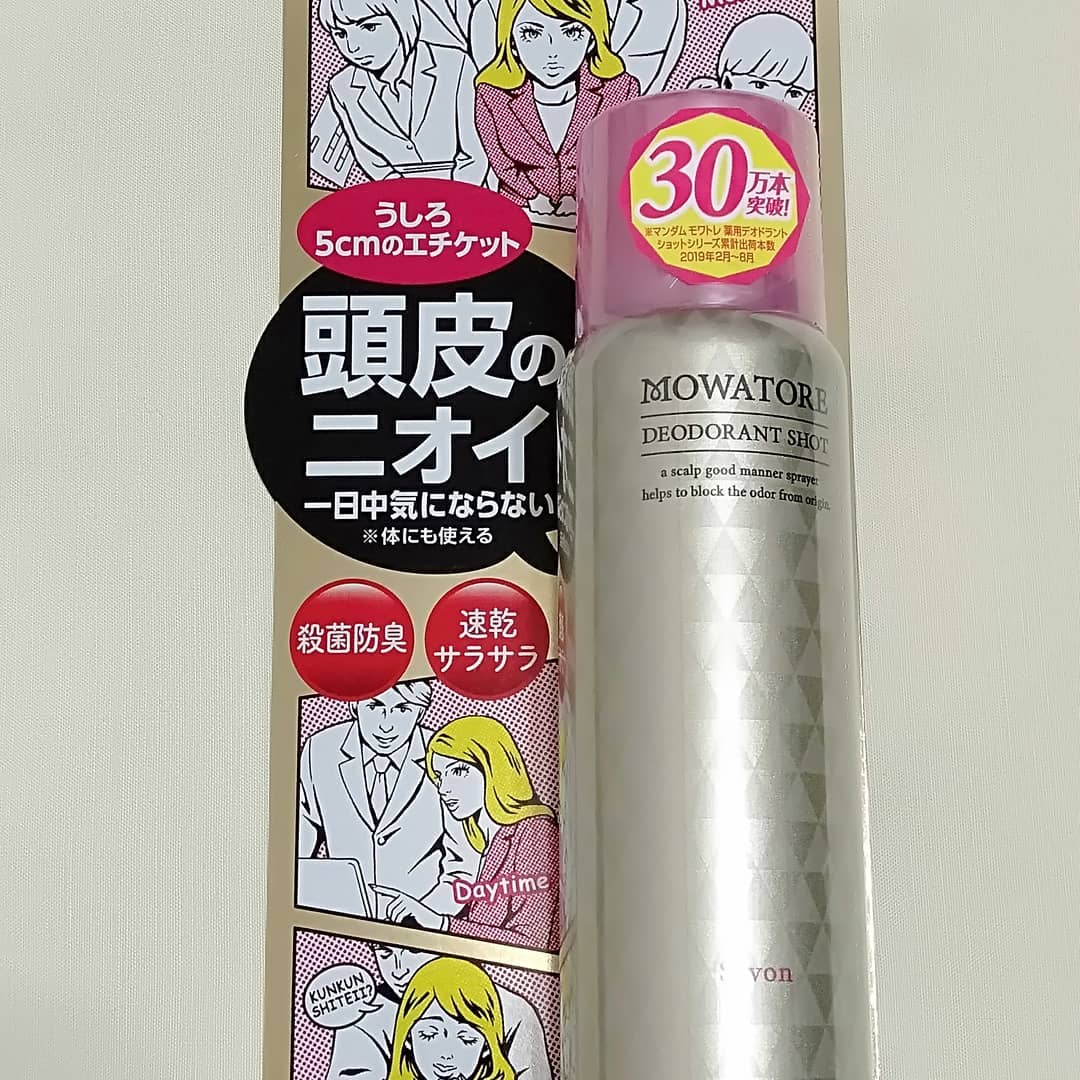 30万本
突破!
※マンダム モワトレ 薬用デオドラント
ショットシリーズ累計出荷本数
2019年2月〜8月
うしろ
5cmのエチケット
頭皮の
ニオイ
一日中気にならない
※体にも使える
殺菌防臭
速乾
サラサラ
MOWATORE
DEODORANT SHOT
a scalp good manner sprayer
helps to block the odor from origin.
Daytime
KUNKUN
SHITEII?
Savon